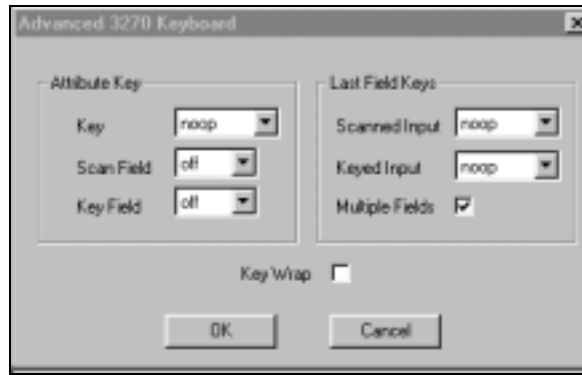 Advanced 3270 Keyboard
Attribute Key
Key noop
Scan Field off
Key Field off
Last Field Keys
Scanned Input noop
Keyed Input noop
Multiple Fields
Key Wrap
OK Cancel